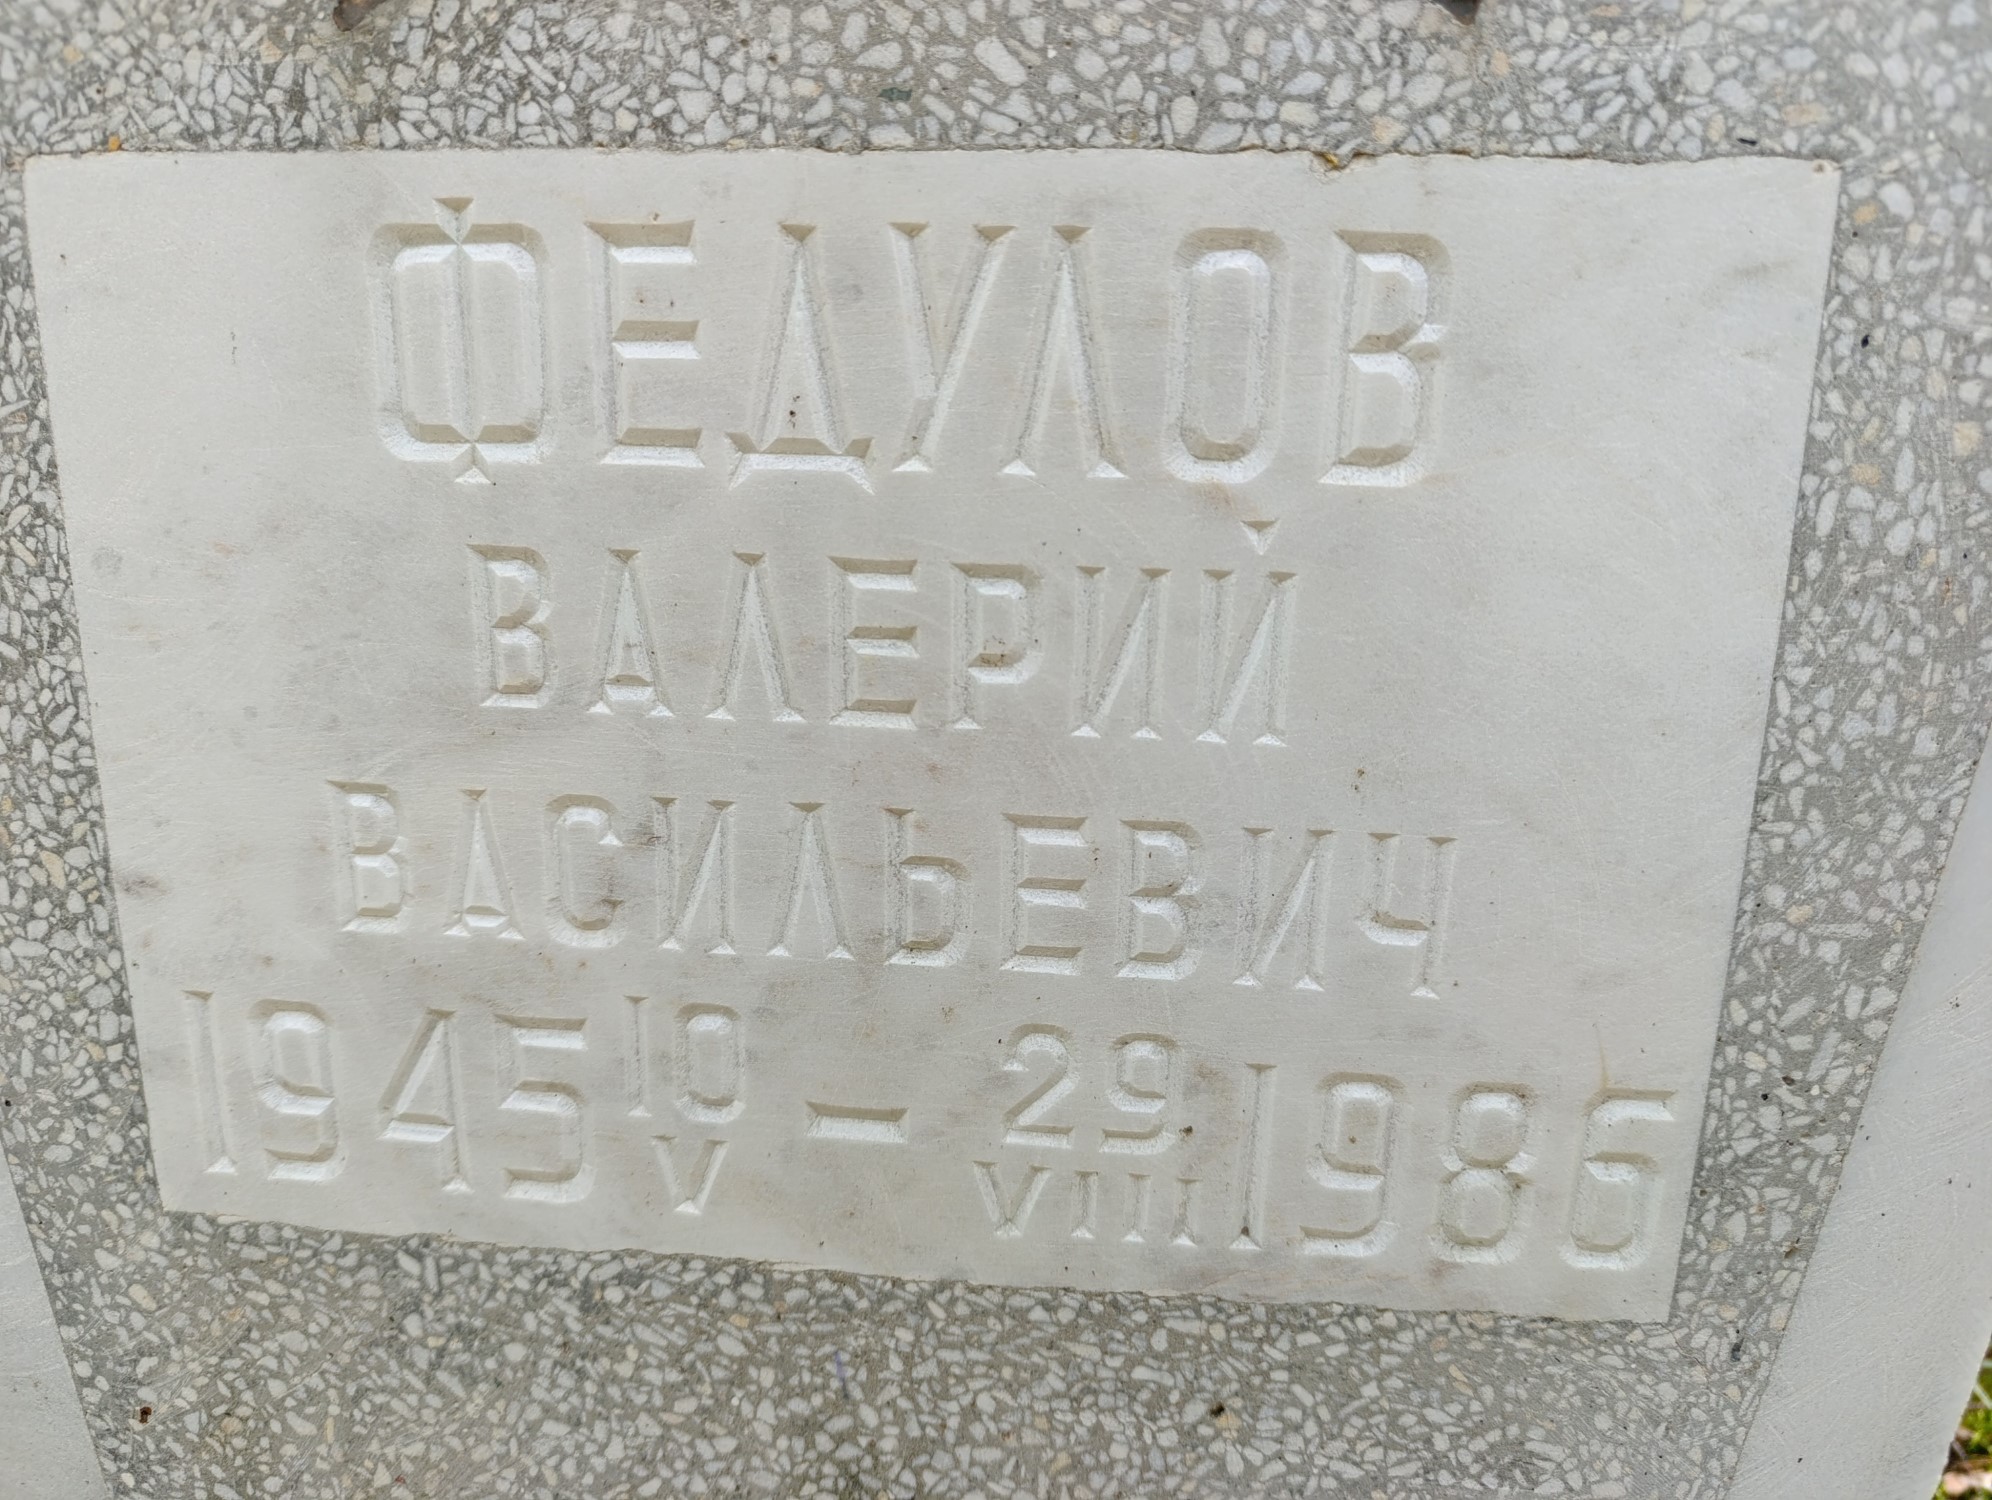 ФЕДУЛОВ
ВАЛЕРИЙ
ВАСИЛЬЕВИЧ
1945 10/V – 29/VIII 1986